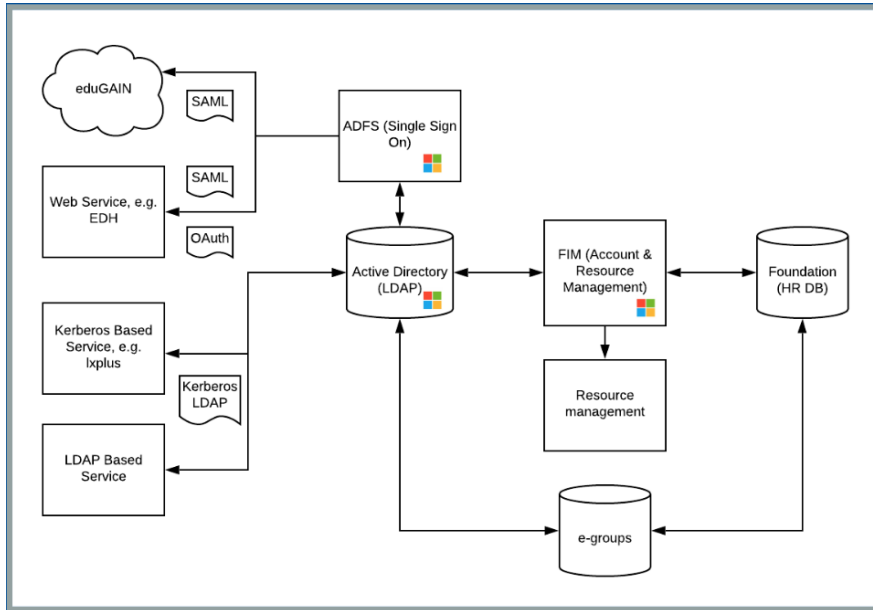 eduGAIN
SAML
ADFS (Single Sign
On)
SAML
Web Service, e.g.
EDH
OAuth
Active Directory
(LDAP)
FIM (Account &
Resource
Management)
Foundation
(HR DB)
Kerberos Based
Service, e.g.
lxplus
Kerberos
LDAP
Resource
management
LDAP Based
Service
e-groups